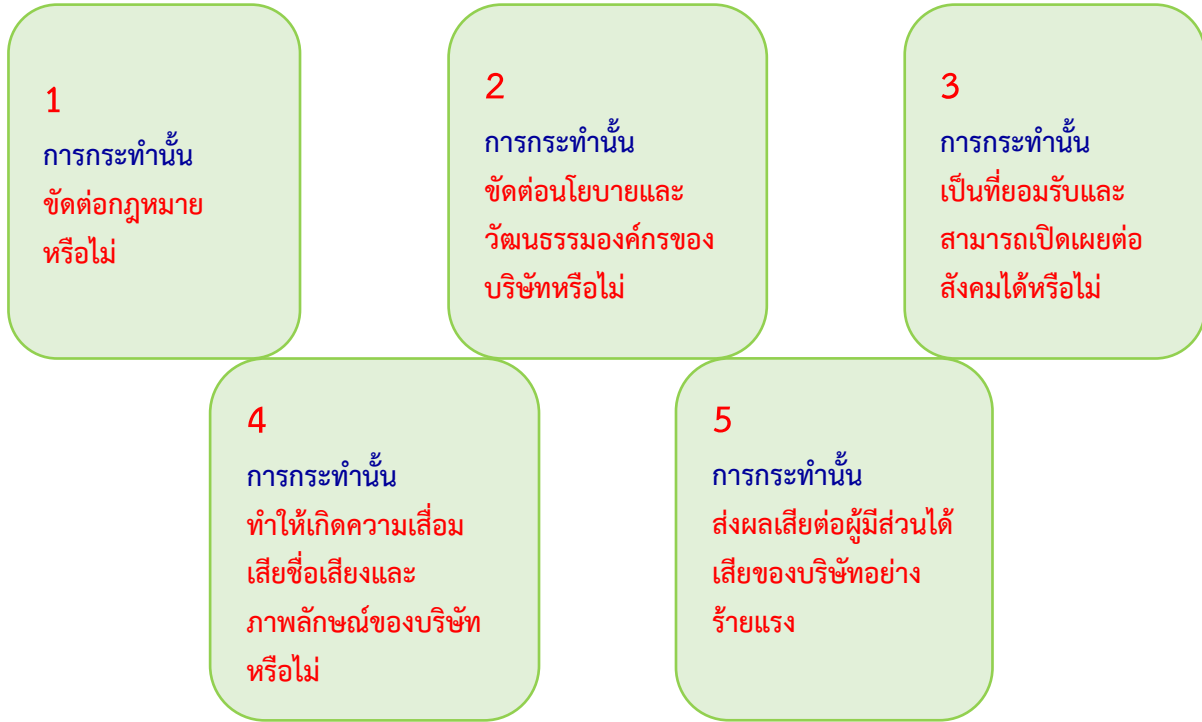 1
การกระทำนั้น
ขัดต่อกฎหมาย
หรือไม่
2
การกระทำนั้น
ขัดต่อนโยบายและ
วัฒนธรรมองค์กรของ
บริษัทหรือไม่
3
การกระทำนั้น
เป็นที่ยอมรับและ
สามารถเปิดเผยต่อ
สังคมได้หรือไม่
4
การกระทำนั้น
ทำให้เกิดความเสื่อม
เสียชื่อเสียงและ
ภาพลักษณ์ของบริษัท
หรือไม่
5
การกระทำนั้น
ส่งผลเสียต่อผู้มีส่วนได้
เสียของบริษัทอย่าง
ร้ายแรง